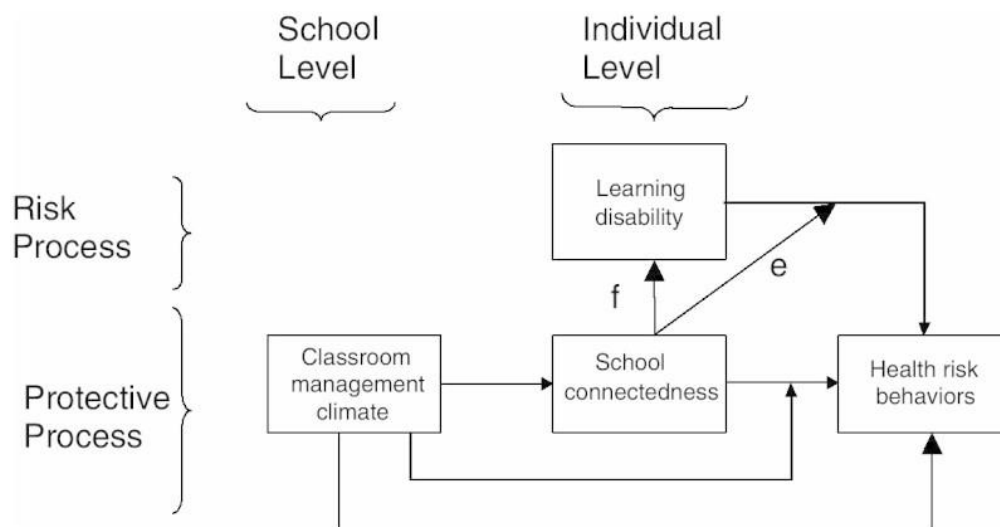 School
Level
Individual
Level
Risk
Process
Learning
disability
e
f
Protective
Process
Classroom
management
climate
School
connectedness
Health risk
behaviors